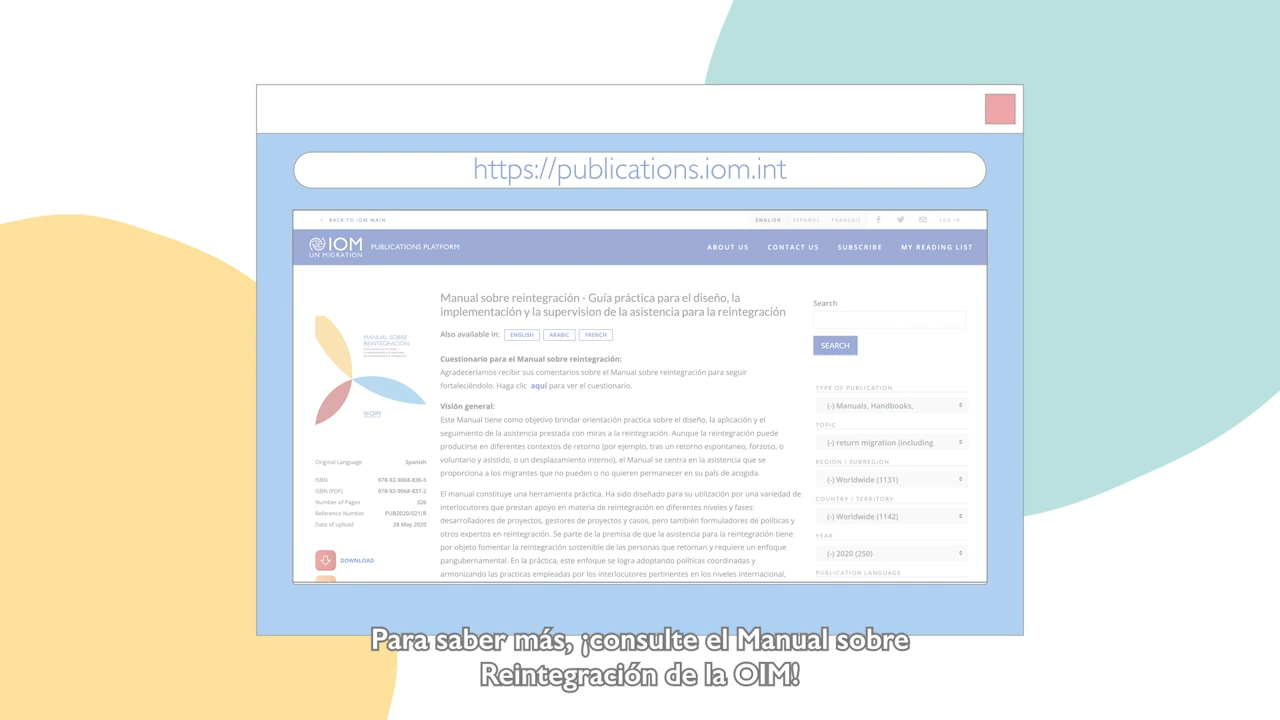 https://publications.iom.int
BACK TO IOM MAIN
ENGLISH ESPAÑOL FRANÇAIS LOG IN
IOM UN MIGRATION PUBLICATIONS PLATFORM
ABOUT US CONTACT US SUBSCRIBE MY READING LIST
MANUAL SOBRE
REINTEGRACIÓN
OIM
Original Language Spanish
ISBN 978-92-9068-836-5
ISBN (PDF) 978-92-9068-837-2
Number of Pages 326
Reference Number PUB2020/021/R
Date of upload 28 May 2020
DOWNLOAD
Manual sobre reintegración - Guía práctica para el diseño, la
implementación y la supervision de la asistencia para la reintegración
Also available in: ENGLISH ARABIC FRENCH
Cuestionario para el Manual sobre reintegración:
Agradeceríamos recibir sus comentarios sobre el Manual sobre reintegración para seguir
fortaleciéndolo. Haga clic aquí para ver el cuestionario.
Visión general:
Este Manual tiene como objetivo brindar orientación practica sobre el diseño, la aplicación y el
seguimiento de la asistencia prestada con miras a la reintegración. Aunque la reintegración puede
producirse en diferentes contextos de retorno (por ejemplo, tras un retorno espontaneo, forzoso, o
voluntario y asistido, o un desplazamiento interno), el Manual se centra en la asistencia que se
proporciona a los migrantes que no pueden o no quieren permanecer en su país de acogida.
El manual constituye una herramienta práctica. Ha sido diseñado para su utilización por una variedad de
interlocutores que prestan apoyo en materia de reintegración en diferentes niveles y fases:
desarrolladores de proyectos, gestores de proyectos y casos, pero también formuladores de políticas y
otros expertos en reintegración. Se parte de la premisa de que la asistencia para la reintegración tiene
por objeto fomentar la reintegración sostenible de las personas que retornan y requiere un enfoque
pangubernamental. En la práctica, este enfoque se logra adoptando políticas coordinadas y
armonizando las practicas empleadas por los interlocutores pertinentes en los niveles internacional,
Search
SEARCH
TYPE OF PUBLICATION
(-) Manuals, Handbooks,
TOPIC
(-) return migration (including
REGION / SUBREGION
(-) Worldwide (1131)
COUNTRY / TERRITORY
(-) Worldwide (1142)
YEAR
(-) 2020 (250)
PUBLICATION LANGUAGE
Para saber más, ¡consulte el Manual sobre
Reintegración de la OIM!